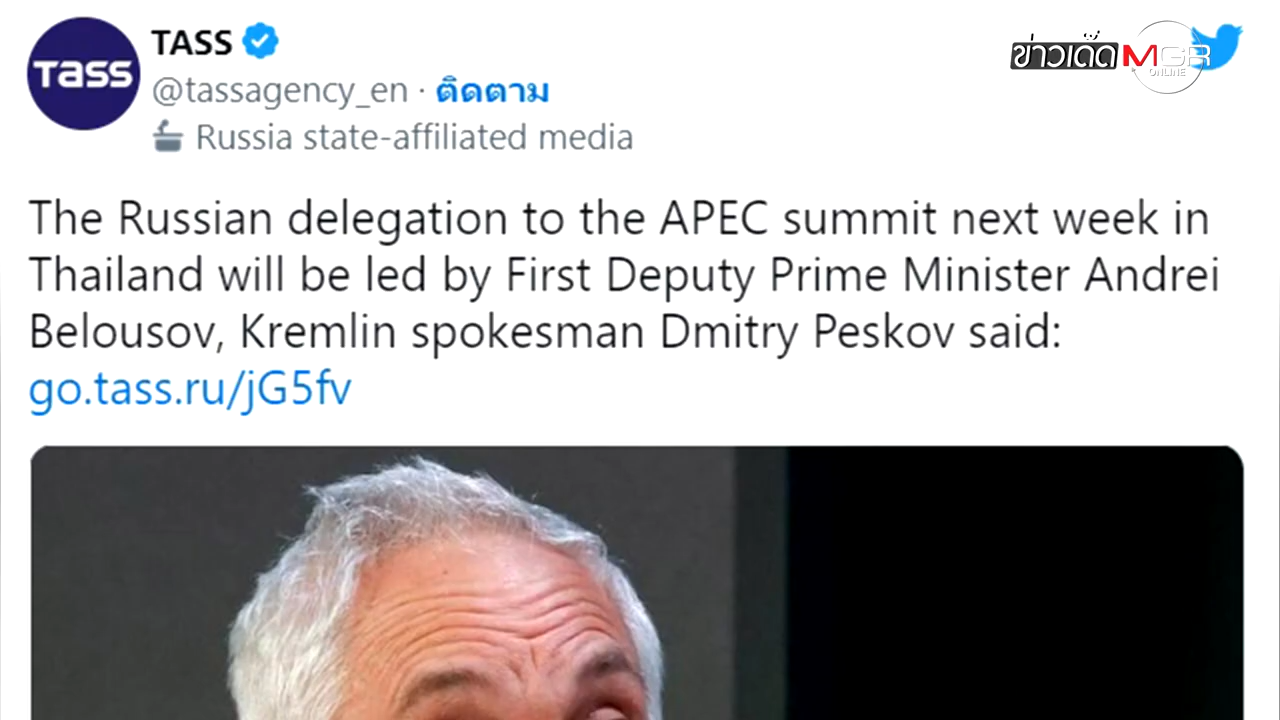 TASS
TASS
@tassagency_en · ติดตาม
Russia state-affiliated media
ข่าวเด็ด MGR
ONLINE
The Russian delegation to the APEC summit next week in
Thailand will be led by First Deputy Prime Minister Andrei
Belousov, Kremlin spokesman Dmitry Peskov said:
go.tass.ru/jG5fv